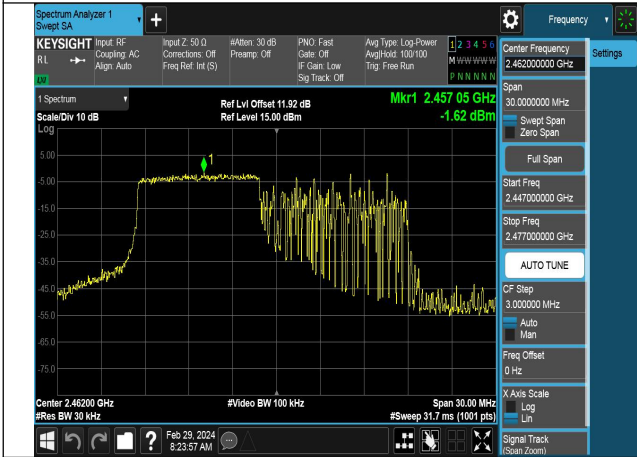 Spectrum Analyzer 1
Swept SA
+
Frequency
KEYSIGHT
RL
Input: RF
Coupling: AC
Align: Auto
Input Z: 50 Ω
Corrections: Off
Freq Ref: Int (S)
#Atten: 30 dB
Preamp: Off
PNO: Fast
Gate: Off
IF Gain: Low
Sig Track: Off
Avg Type: Log-Power
Avg|Hold: 100/100
Trig: Free Run
1 2 3 4 5 6
M W W W W W
P N N N N N
1 Spectrum
Scale/Div 10 dB
Log
Ref Lvl Offset 11.92 dB
Ref Level 15.00 dBm
Mkr1 2.457 05 GHz
-1.62 dBm
1
5.00
-5.00
-15.0
-25.0
-35.0
-45.0
-55.0
-65.0
-75.0
Center 2.46200 GHz
#Res BW 30 kHz
#Video BW 100 kHz
Span 30.00 MHz
#Sweep 31.7 ms (1001 pts)
Feb 29, 2024
8:23:57 AM
?
Center Frequency
2.462000000 GHz
Span
30.0000000 MHz
Swept Span
Zero Span
Full Span
Start Freq
2.447000000 GHz
Stop Freq
2.477000000 GHz
AUTO TUNE
CF Step
3.000000 MHz
Auto
Man
Freq Offset
0 Hz
X Axis Scale
Log
Lin
Signal Track
(Span Zoom)
Settings